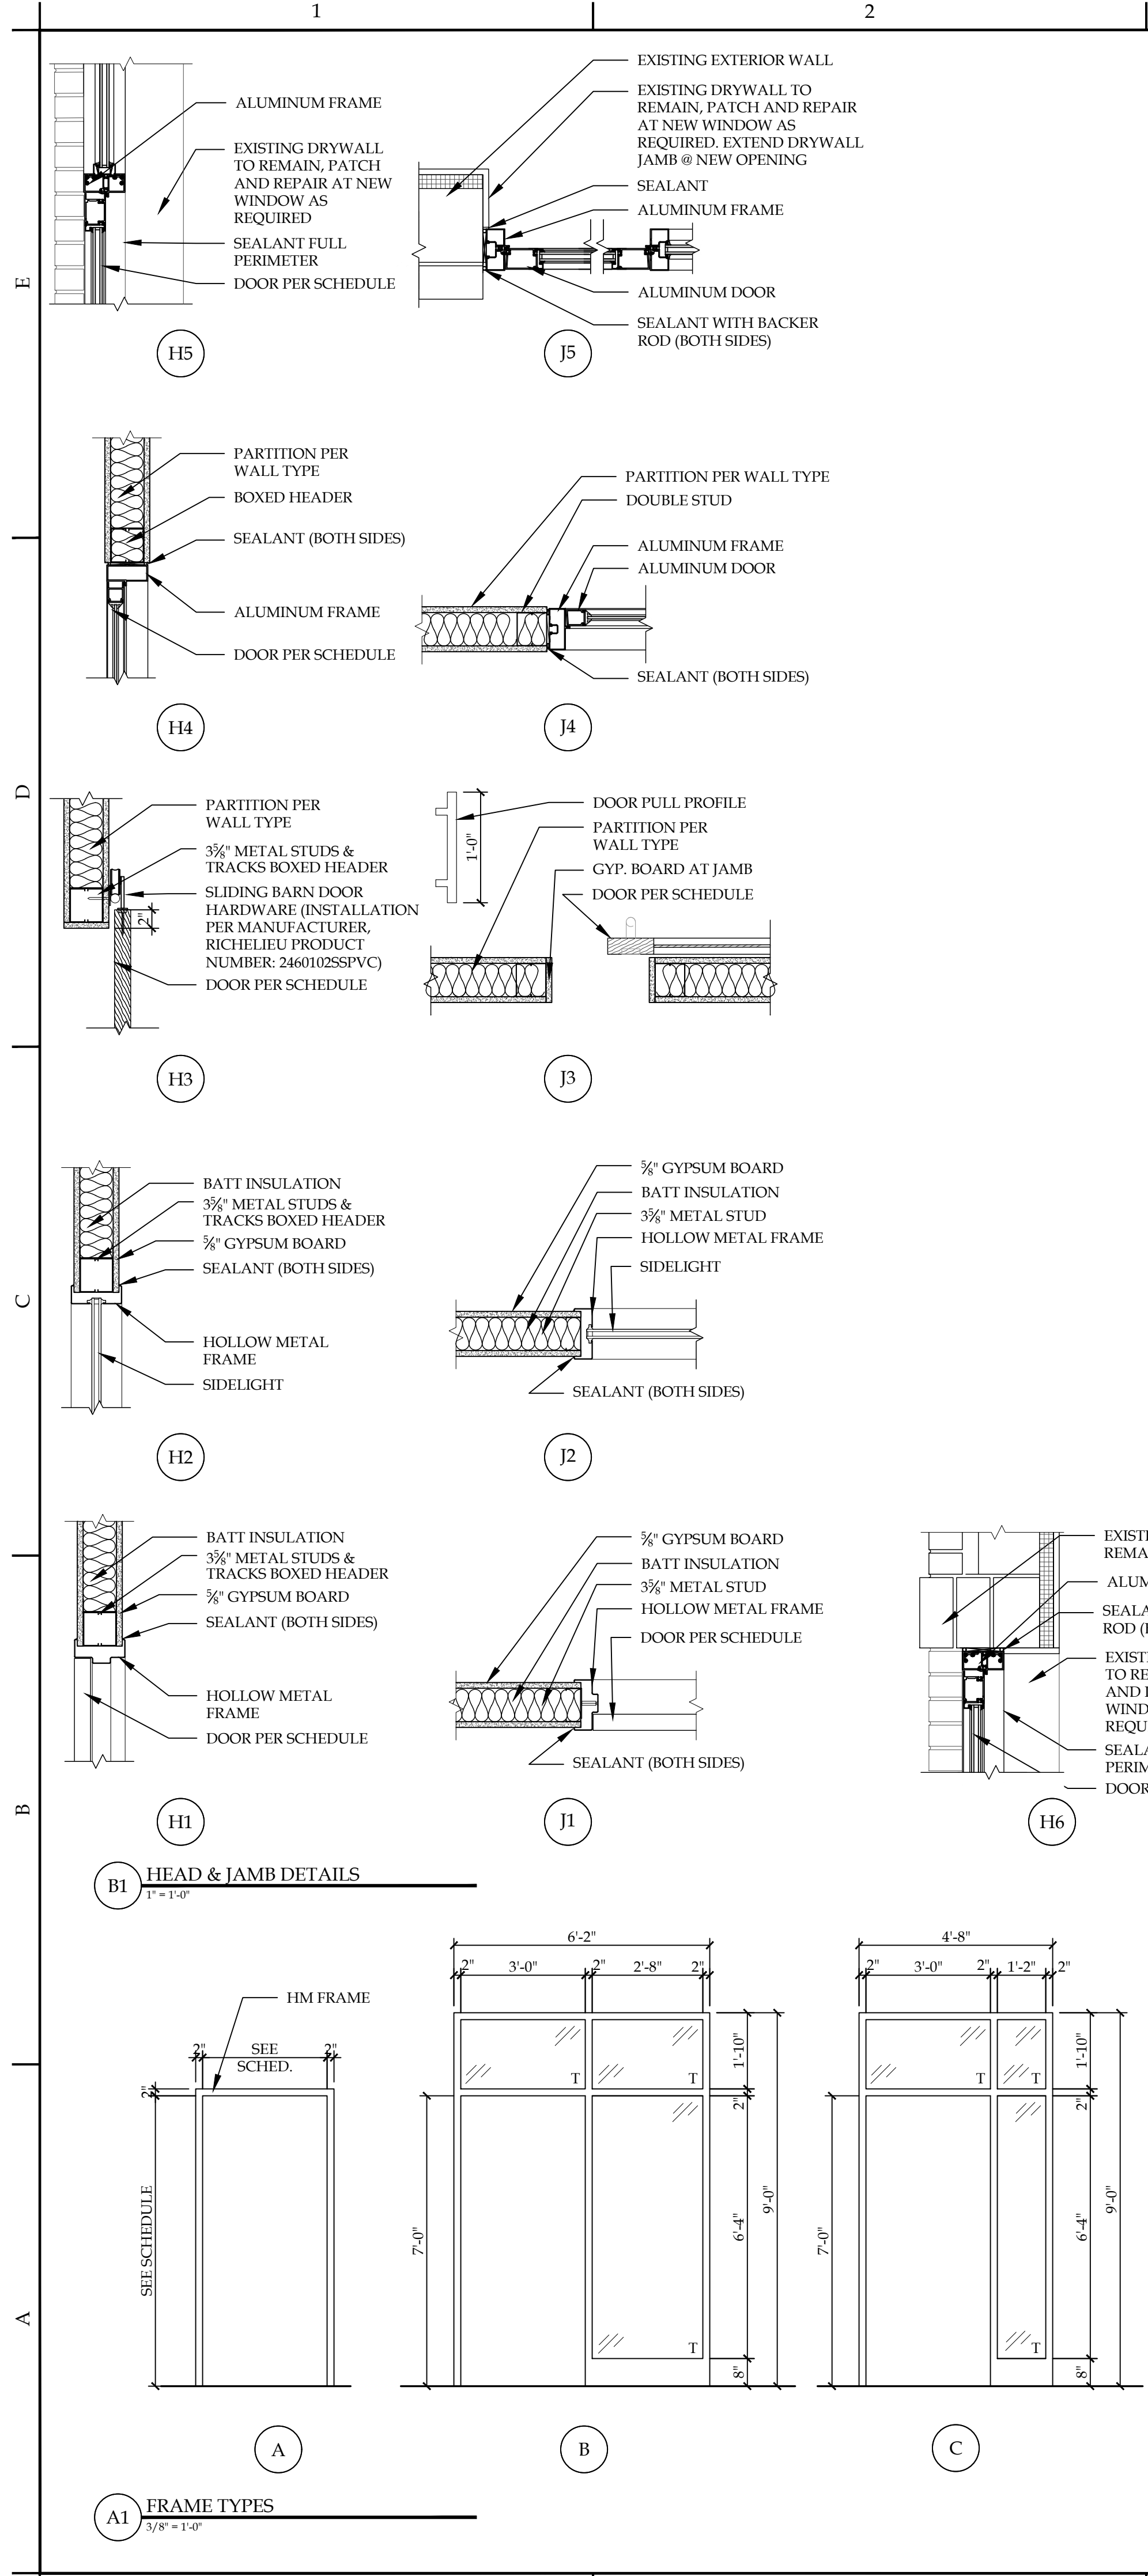 1
2
E
D
C
B
A
ALUMINUM FRAME
EXISTING DRYWALL
TO REMAIN, PATCH
AND REPAIR AT NEW
WINDOW AS
REQUIRED
SEALANT FULL
PERIMETER
DOOR PER SCHEDULE
H5
EXISTING EXTERIOR WALL
EXISTING DRYWALL TO
REMAIN, PATCH AND REPAIR
AT NEW WINDOW AS
REQUIRED. EXTEND DRYWALL
JAMB @ NEW OPENING
SEALANT
ALUMINUM FRAME
ALUMINUM DOOR
SEALANT WITH BACKER
ROD (BOTH SIDES)
J5
PARTITION PER
WALL TYPE
BOXED HEADER
SEALANT (BOTH SIDES)
ALUMINUM FRAME
DOOR PER SCHEDULE
H4
PARTITION PER WALL TYPE
DOUBLE STUD
ALUMINUM FRAME
ALUMINUM DOOR
SEALANT (BOTH SIDES)
J4
PARTITION PER
WALL TYPE
3⅝" METAL STUDS &
TRACKS BOXED HEADER
SLIDING BARN DOOR
HARDWARE (INSTALLATION
PER MANUFACTURER,
RICHELIEU PRODUCT
NUMBER: 2460102SSPVC)
DOOR PER SCHEDULE
2"
H3
DOOR PULL PROFILE
PARTITION PER
WALL TYPE
GYP. BOARD AT JAMB
DOOR PER SCHEDULE
1'-0"
J3
BATT INSULATION
3⅝" METAL STUDS &
TRACKS BOXED HEADER
⅝" GYPSUM BOARD
SEALANT (BOTH SIDES)
HOLLOW METAL
FRAME
SIDELIGHT
H2
⅝" GYPSUM BOARD
BATT INSULATION
3⅝" METAL STUD
HOLLOW METAL FRAME
SIDELIGHT
SEALANT (BOTH SIDES)
J2
BATT INSULATION
3⅝" METAL STUDS &
TRACKS BOXED HEADER
⅝" GYPSUM BOARD
SEALANT (BOTH SIDES)
HOLLOW METAL
FRAME
DOOR PER SCHEDULE
H1
⅝" GYPSUM BOARD
BATT INSULATION
3⅝" METAL STUD
HOLLOW METAL FRAME
DOOR PER SCHEDULE
SEALANT (BOTH SIDES)
J1
EXISTI
REMA
ALUM
SEALA
ROD (
EXISTI
TO RE
AND
WIND
REQU
SEALA
PERIM
DOOR
H6
B1
HEAD & JAMB DETAILS
1" = 1'-0"
HM FRAME
2"
SEE
SCHED.
2"
2"
SEE SCHEDULE
A
6'-2"
2"
3'-0"
2"
2'-8"
2"
1'-10"
2"
6'-4"
8"
9'-0"
7'-0"
T
T
T
B
4'-8"
2"
3'-0"
2"
1'-2"
2"
1'-10"
2"
6'-4"
8"
9'-0"
7'-0"
T
T
T
C
A1
FRAME TYPES
3/8" = 1'-0"